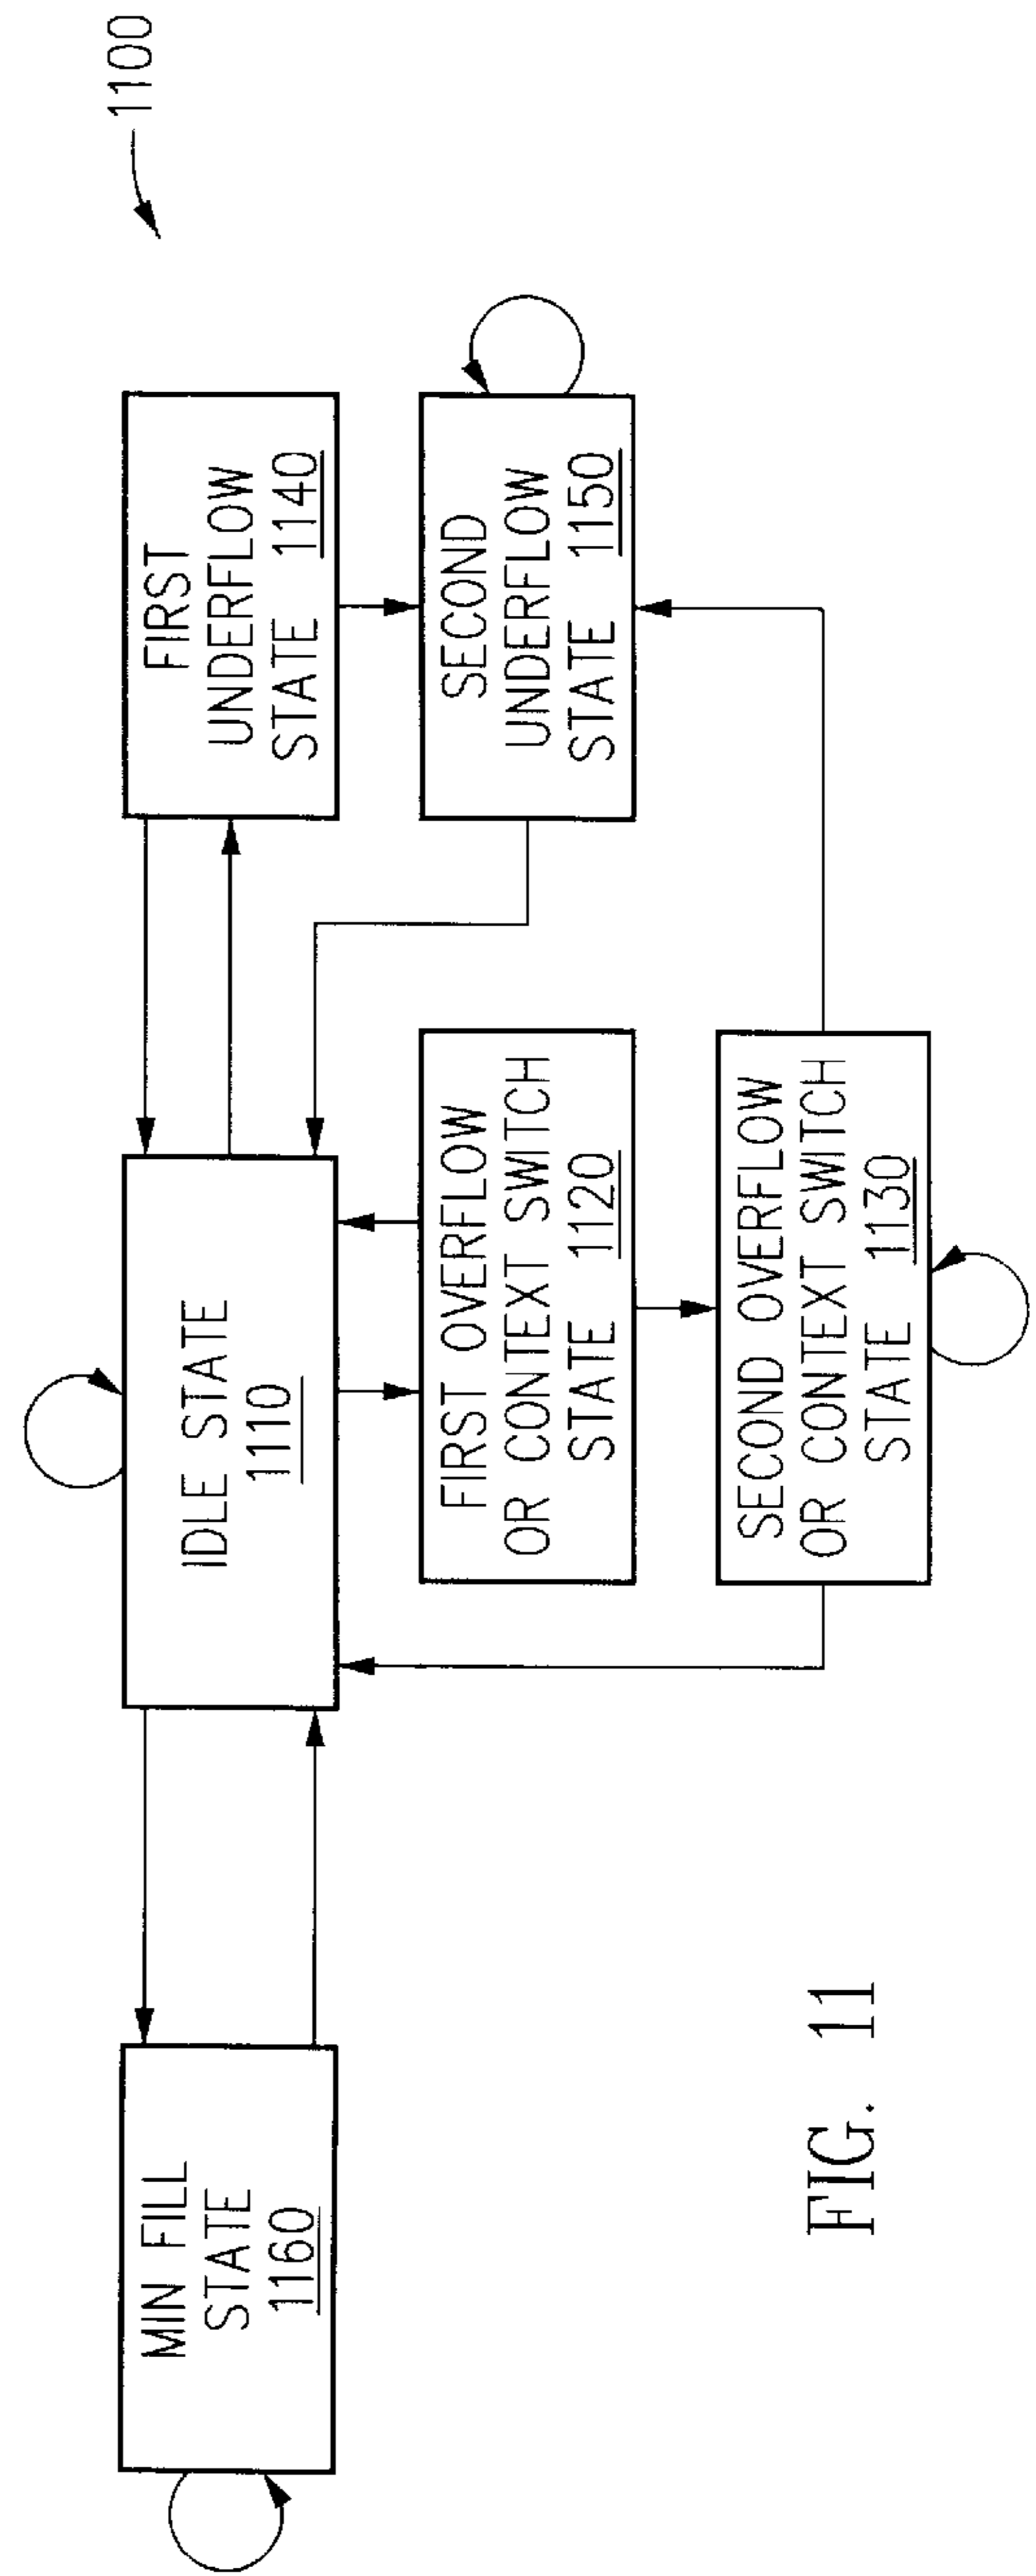 1100
MIN FILL
STATE
1160
IDLE STATE
1110
FIRST
UNDERFLOW
STATE 1140
FIRST OVERFLOW
OR CONTEXT SWITCH
STATE 1120
SECOND
UNDERFLOW
STATE 1150
SECOND OVERFLOW
OR CONTEXT SWITCH
STATE 1130
FIG. 11